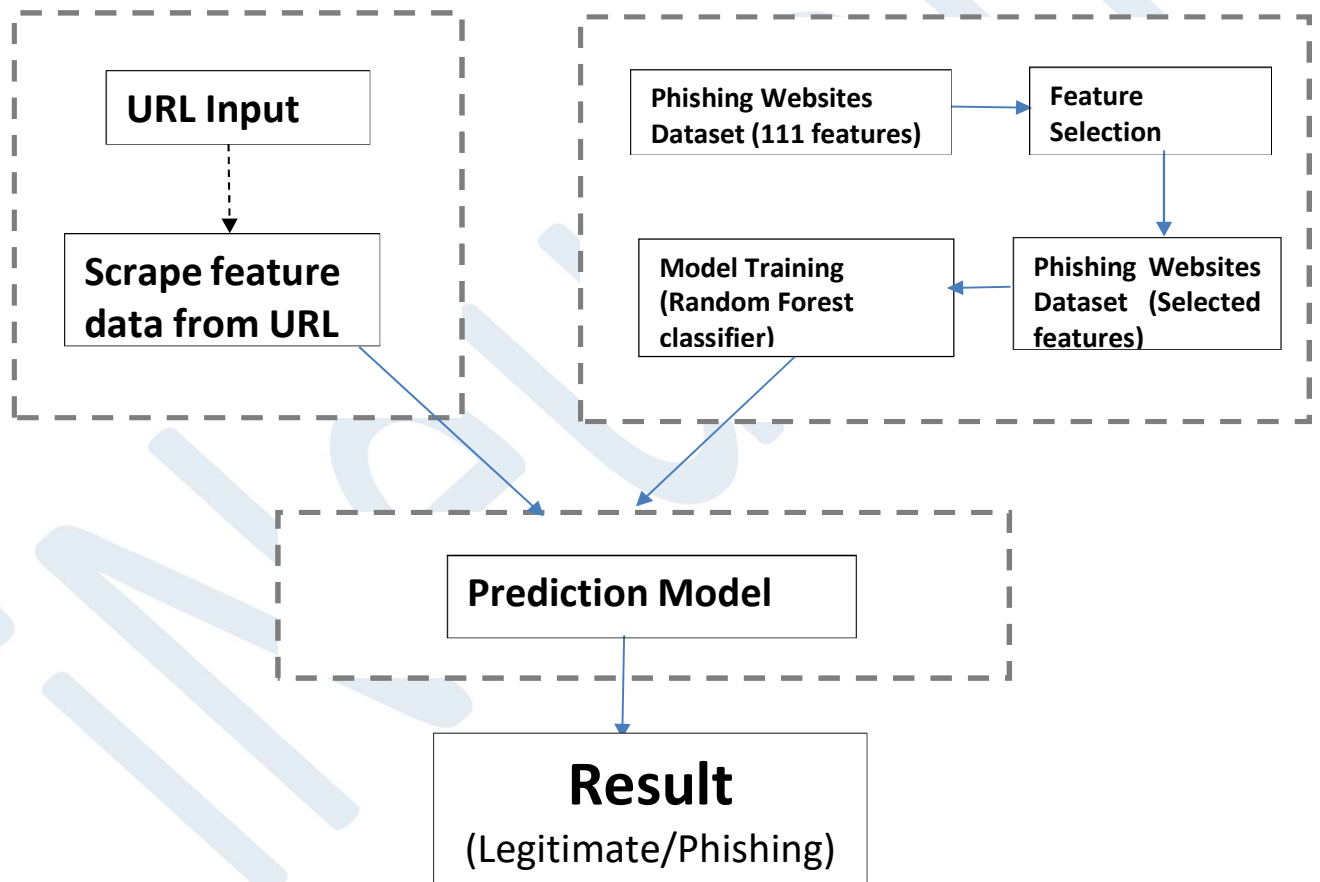 URL Input
Scrape feature
data from URL
Phishing Websites
Dataset (111 features)
Feature
Selection
Model Training
(Random Forest
classifier)
Phishing Websites
Dataset (Selected
features)
Prediction Model
Result
(Legitimate/Phishing)